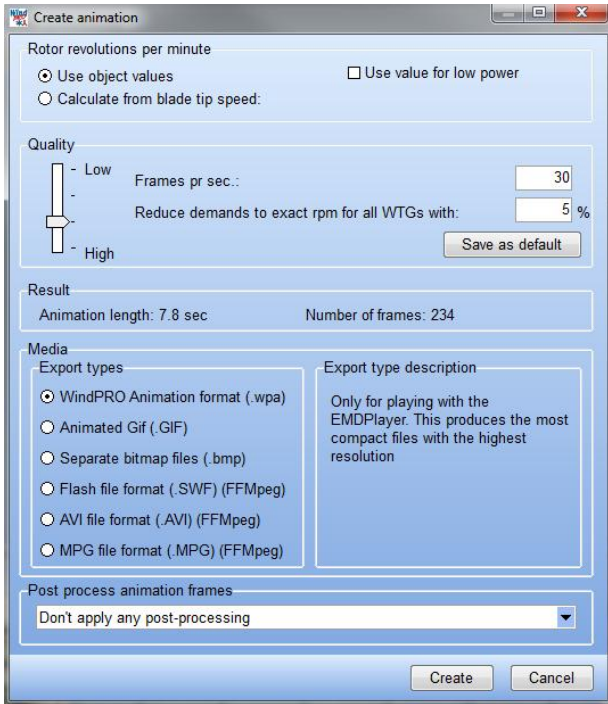 Create animation
Rotor revolutions per minute
Use object values
Use value for low power
Calculate from blade tip speed:
Quality
Low
Frames pr sec.: 30
Reduce demands to exact rpm for all WTGs with: 5 %
High
Save as default
Result
Animation length: 7.8 sec Number of frames: 234
Media
Export types
WindPRO Animation format (.wpa)
Animated Gif (.GIF)
Separate bitmap files (.bmp)
Flash file format (.SWF) (FFMpeg)
AVI file format (.AVI) (FFMpeg)
MPG file format (.MPG) (FFMpeg)
Export type description
Only for playing with the
EMDPlayer. This produces the most
compact files with the highest
resolution
Post process animation frames
Don't apply any post-processing
Create Cancel